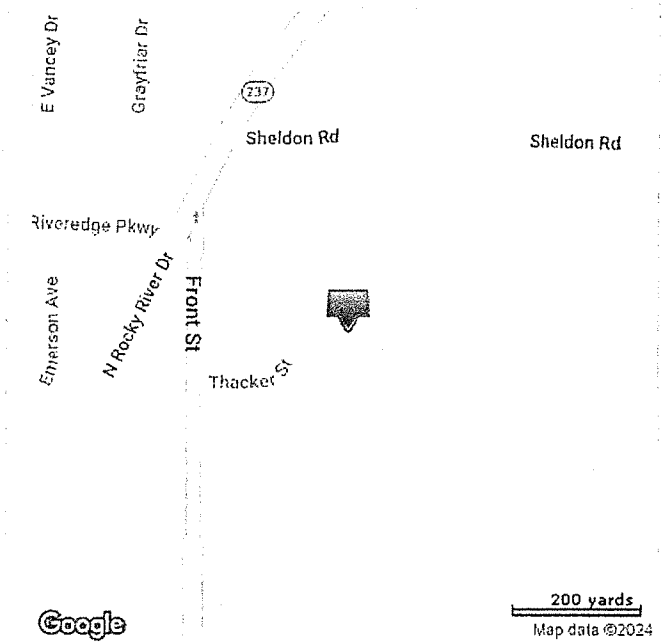 E Vancey Dr
Grayfriar Dr
237
Sheldon Rd
Sheldon Rd
Riveredge Pkwy
N Rocky River Dr
Emerson Ave
Front St
Thacker St
Google
200 yards
Map data ©2024